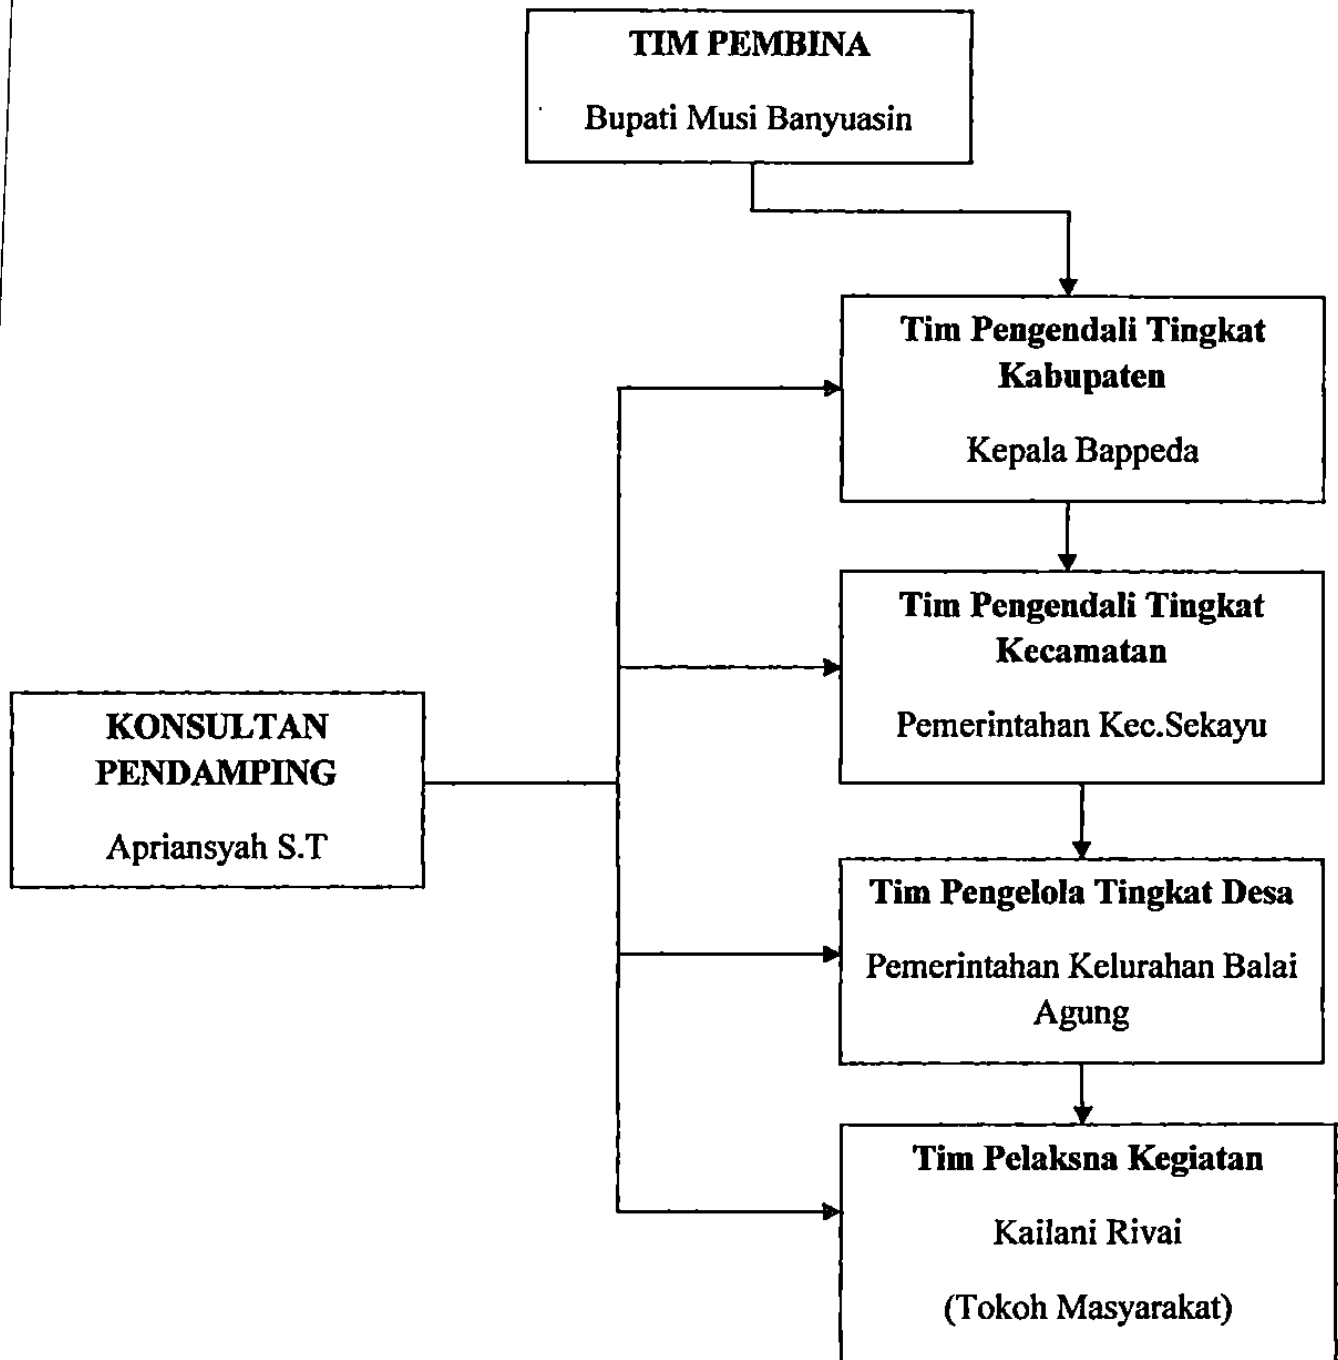 TIM PEMBINA
Bupati Musi Banyuasin
Tim Pengendali Tingkat
Kabupaten
Kepala Bappeda
Tim Pengendali Tingkat
Kecamatan
Pemerintahan Kec.Sekayu
KONSULTAN
PENDAMPING
Apriansyah S.T
Tim Pengelola Tingkat Desa
Pemerintahan Kelurahan Balai
Agung
Tim Pelaksna Kegiatan
Kailani Rivai
(Tokoh Masyarakat)